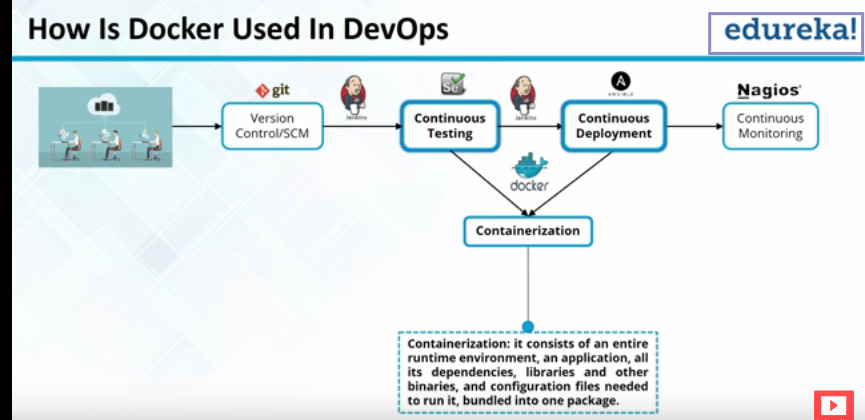 How Is Docker Used In DevOps
edureka!
git
Version
Control/SCM
Jenkins
Se
Continuous
Testing
Jenkins
A
ANSIBLE
Continuous
Deployment
Nagios®
Continuous
Monitoring
docker
Containerization
Containerization: it consists of an entire
runtime environment, an application, all
its dependencies, libraries and other
binaries, and configuration files needed
to run it, bundled into one package.